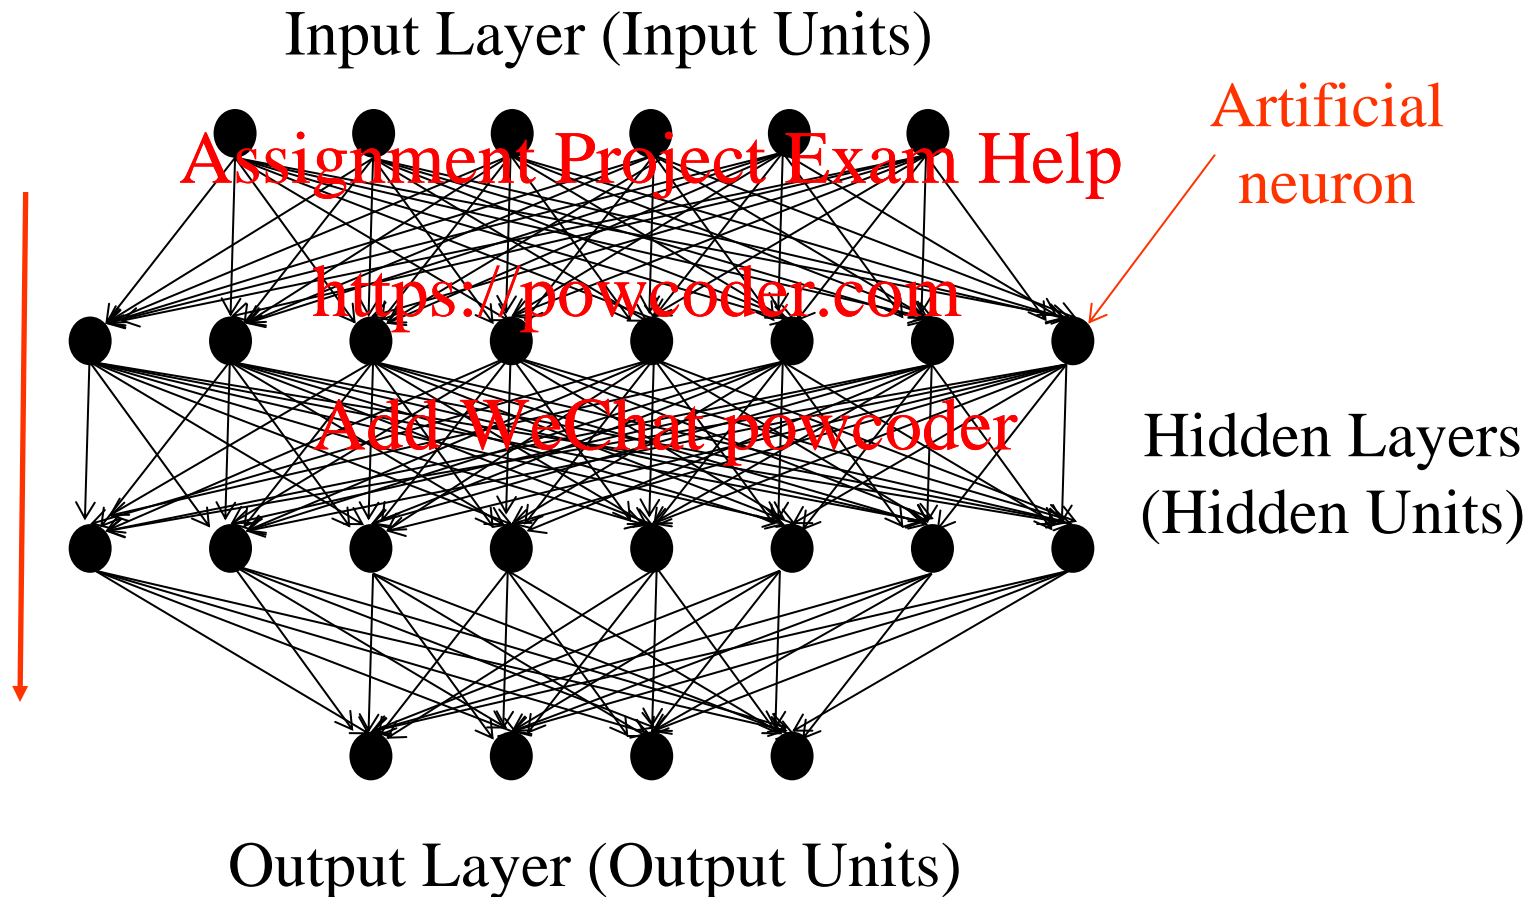 Input Layer (Input Units)
Artificial
neuron
Assignment Project Exam Help
https://powcoder.com
Add WeChat powcoder
Hidden Layers
(Hidden Units)
Output Layer (Output Units)